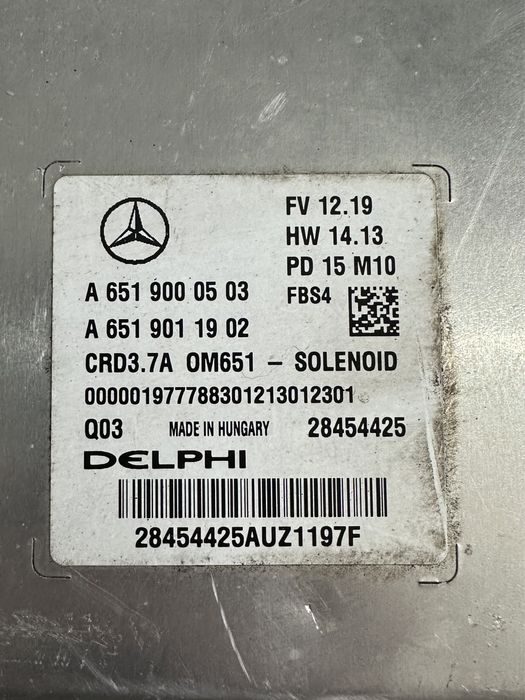 FV 12.19
HW 14.13
PD 15 M10
A 651 900 05 03
FBS4
A 651 901 19 02
CRD3.7A OM651 – SOLENOID
000001977788301213012301
Q03 MADE IN HUNGARY 28454425
DELPHI
28454425AUZ1197F